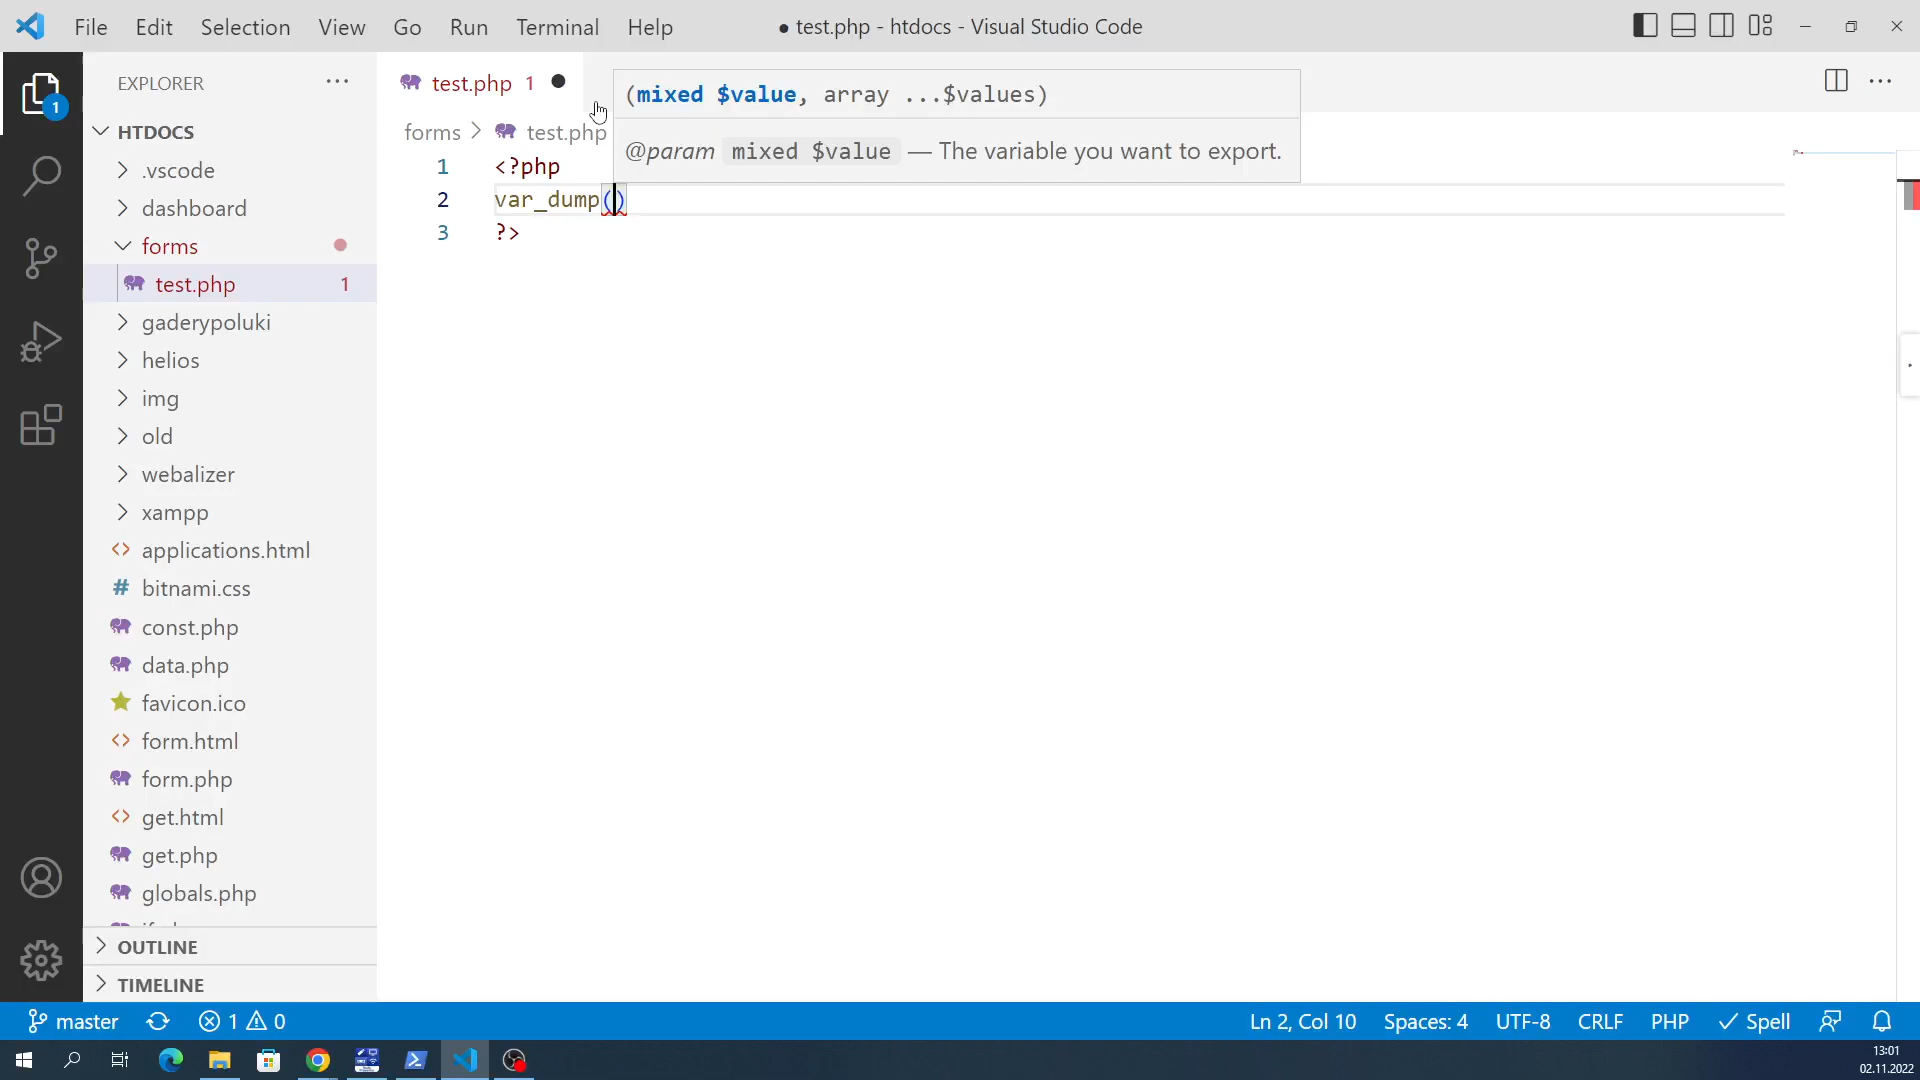 File Edit Selection View Go Run Terminal Help
● test.php - htdocs - Visual Studio Code
EXPLORER
1
HTDOCS
.vscode
dashboard
forms
test.php 1
gaderypoluki
helios
img
old
webalizer
xampp
applications.html
bitnami.css
const.php
data.php
favicon.ico
form.html
form.php
get.html
get.php
globals.php
OUTLINE
TIMELINE
test.php 1
forms > test.php
(mixed $value, array ...$values)
@param mixed $value — The variable you want to export.
1 <?php
2 var_dump()
3 ?>
master 1 0 Ln 2, Col 10 Spaces: 4 UTF-8 CRLF PHP Spell
13:01
02.11.2022